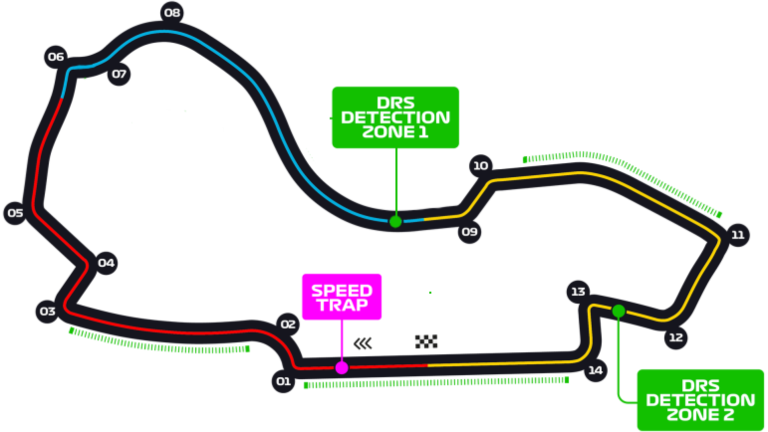 08
06
07
DRS
DETECTION
ZONE 1
10
05
09
11
04
SPEED
TRAP
13
03
02
12
01
14
DRS
DETECTION
ZONE 2